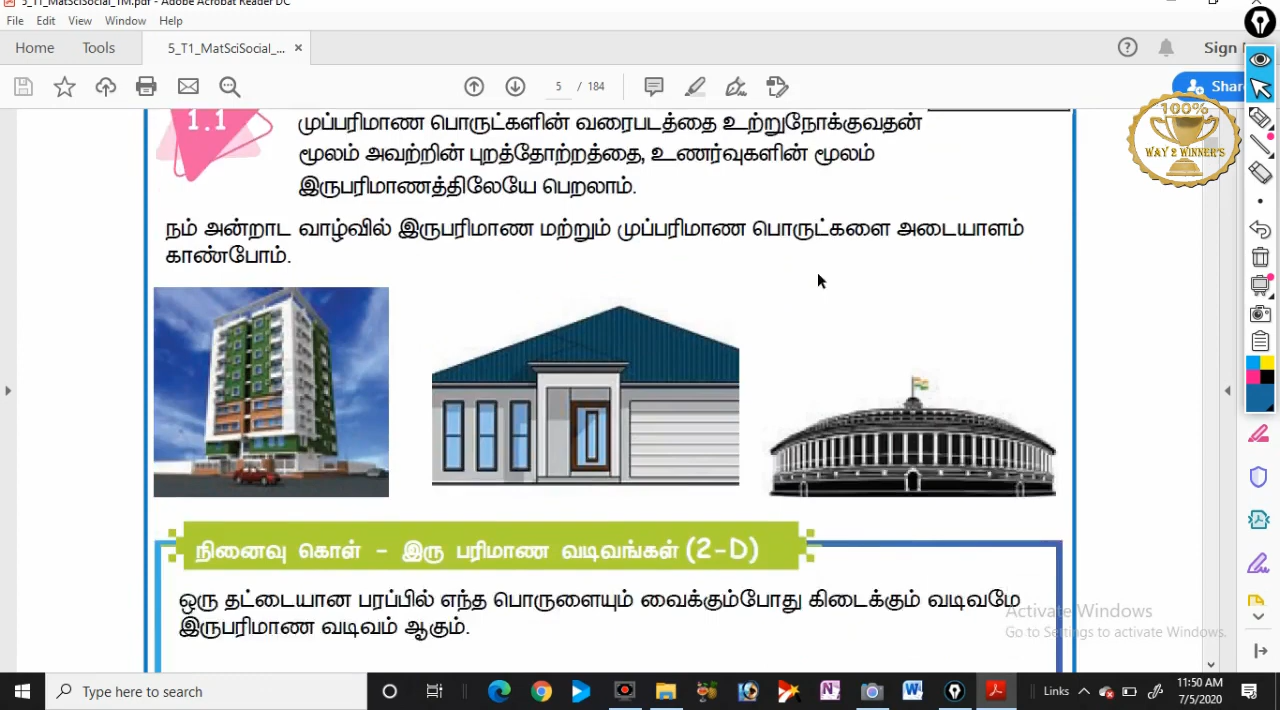 5_T1_MatSciSocial_TM.pdf - Adobe Acrobat Reader DC
File Edit View Window Help
Home Tools 5_T1_MatSciSocial_... × Sign
5 / 184
Shar
1.1
முப்பரிமாண பொருட்களின் வரைபடத்தை உற்றுநோக்குவதன்
மூலம் அவற்றின் புறத்தோற்றத்தை, உணர்வுகளின் மூலம்
இருபரிமாணத்திலேயே பெறலாம்.
100%
WAY 2 WINNER'S
நம் அன்றாட வாழ்வில் இருபரிமாண மற்றும் முப்பரிமாண பொருட்களை அடையாளம்
காண்போம்.
நினைவு கொள் - இரு பரிமாண வடிவங்கள் (2-D)
ஒரு தட்டையான பரப்பில் எந்த பொருளையும் வைக்கும்போது கிடைக்கும் வடிவமே
இருபரிமாண வடிவம் ஆகும்.
Activate Windows
Go to Settings to activate Windows.
Type here to search
Links
11:50 AM
7/5/2020